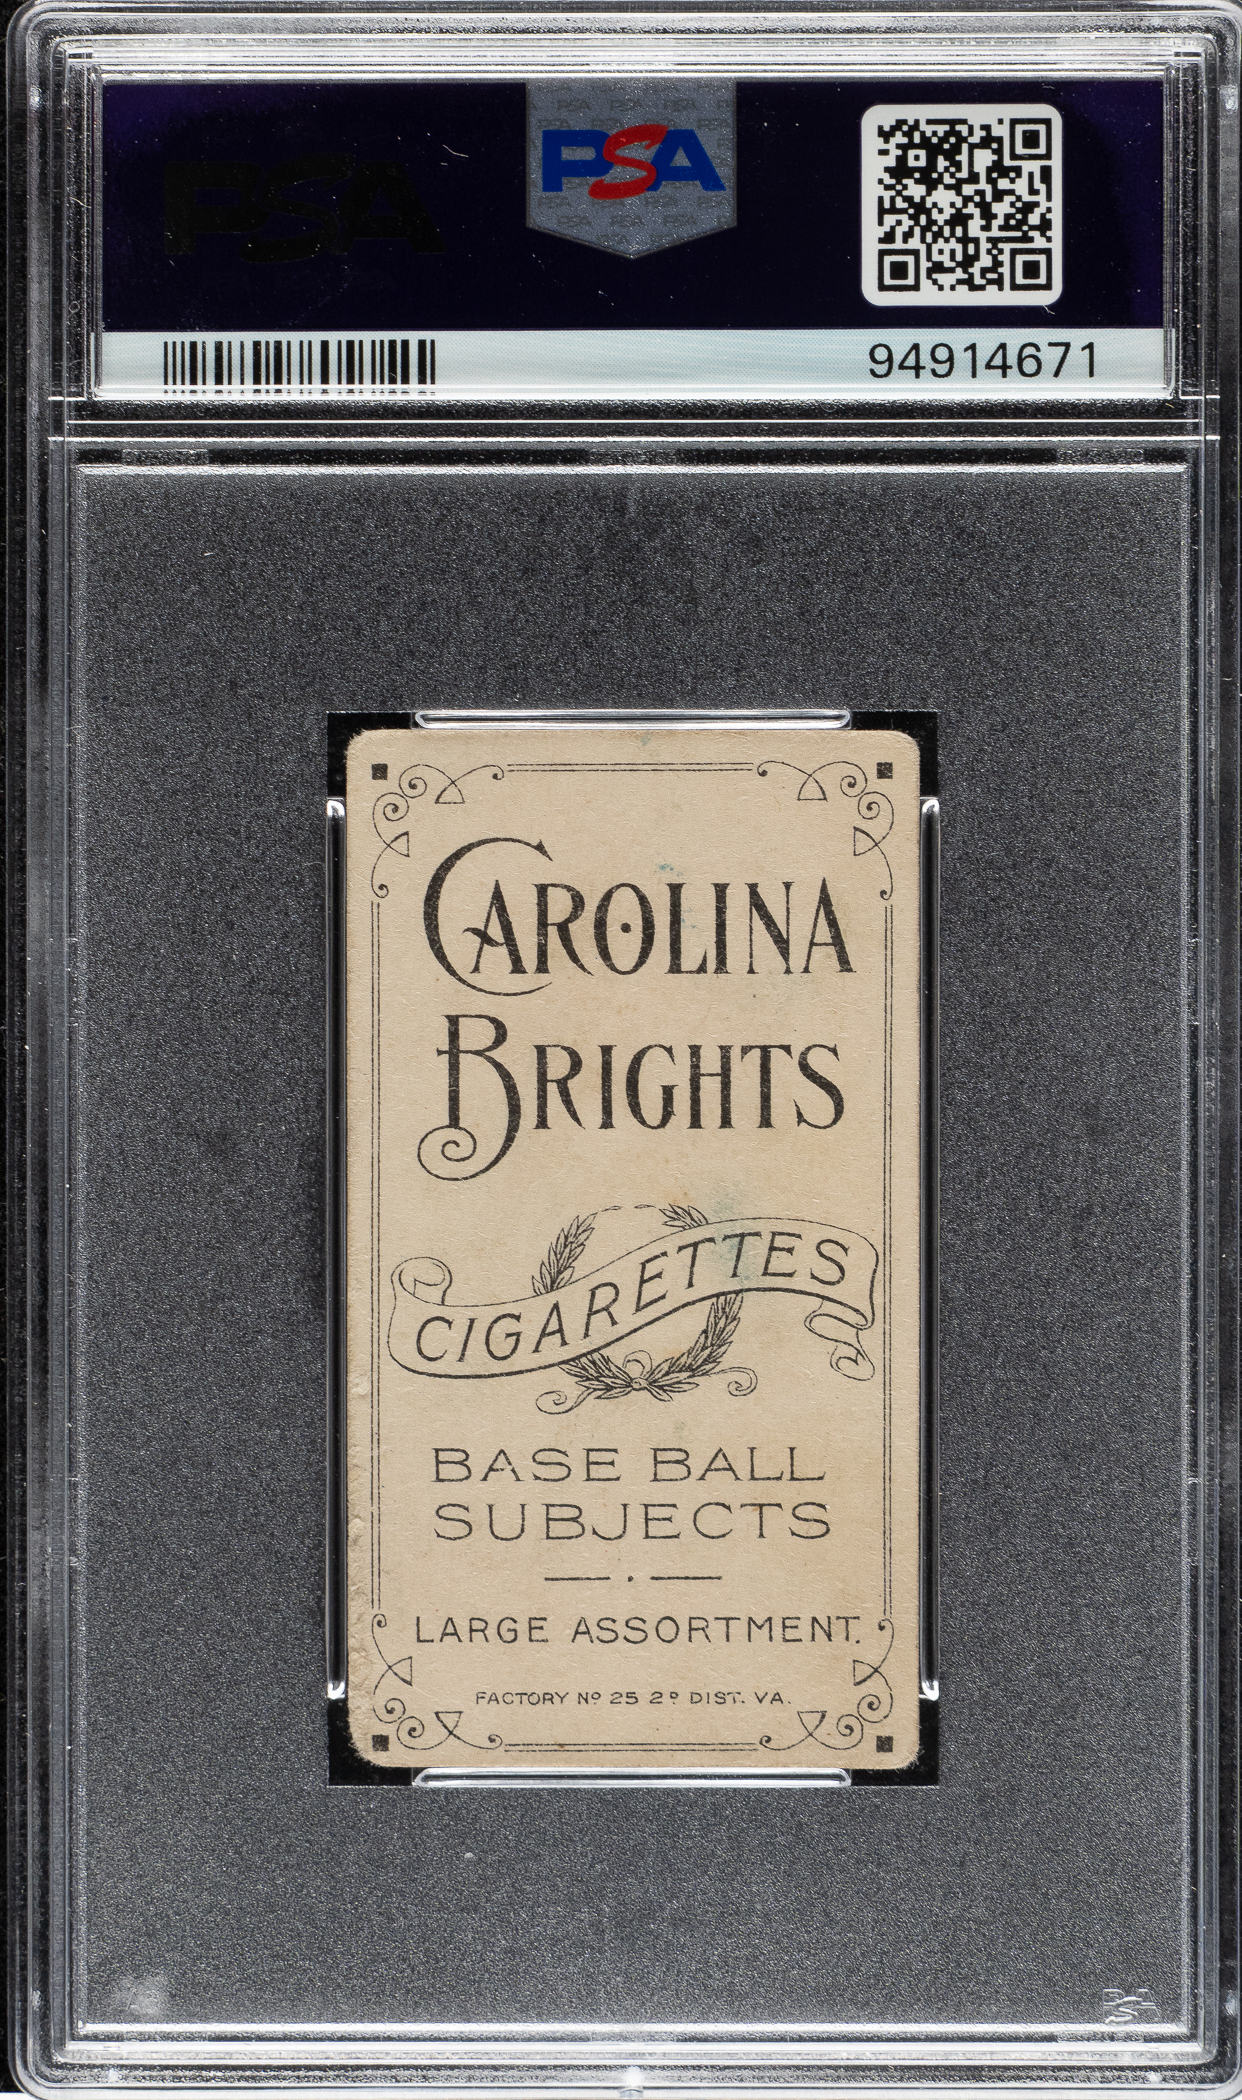 PSA
PSA
94914671
CAROLINA
BRIGHTS
CIGARETTES
BASE BALL
SUBJECTS
LARGE ASSORTMENT.
FACTORY Nº 25 2º DIST. VA.